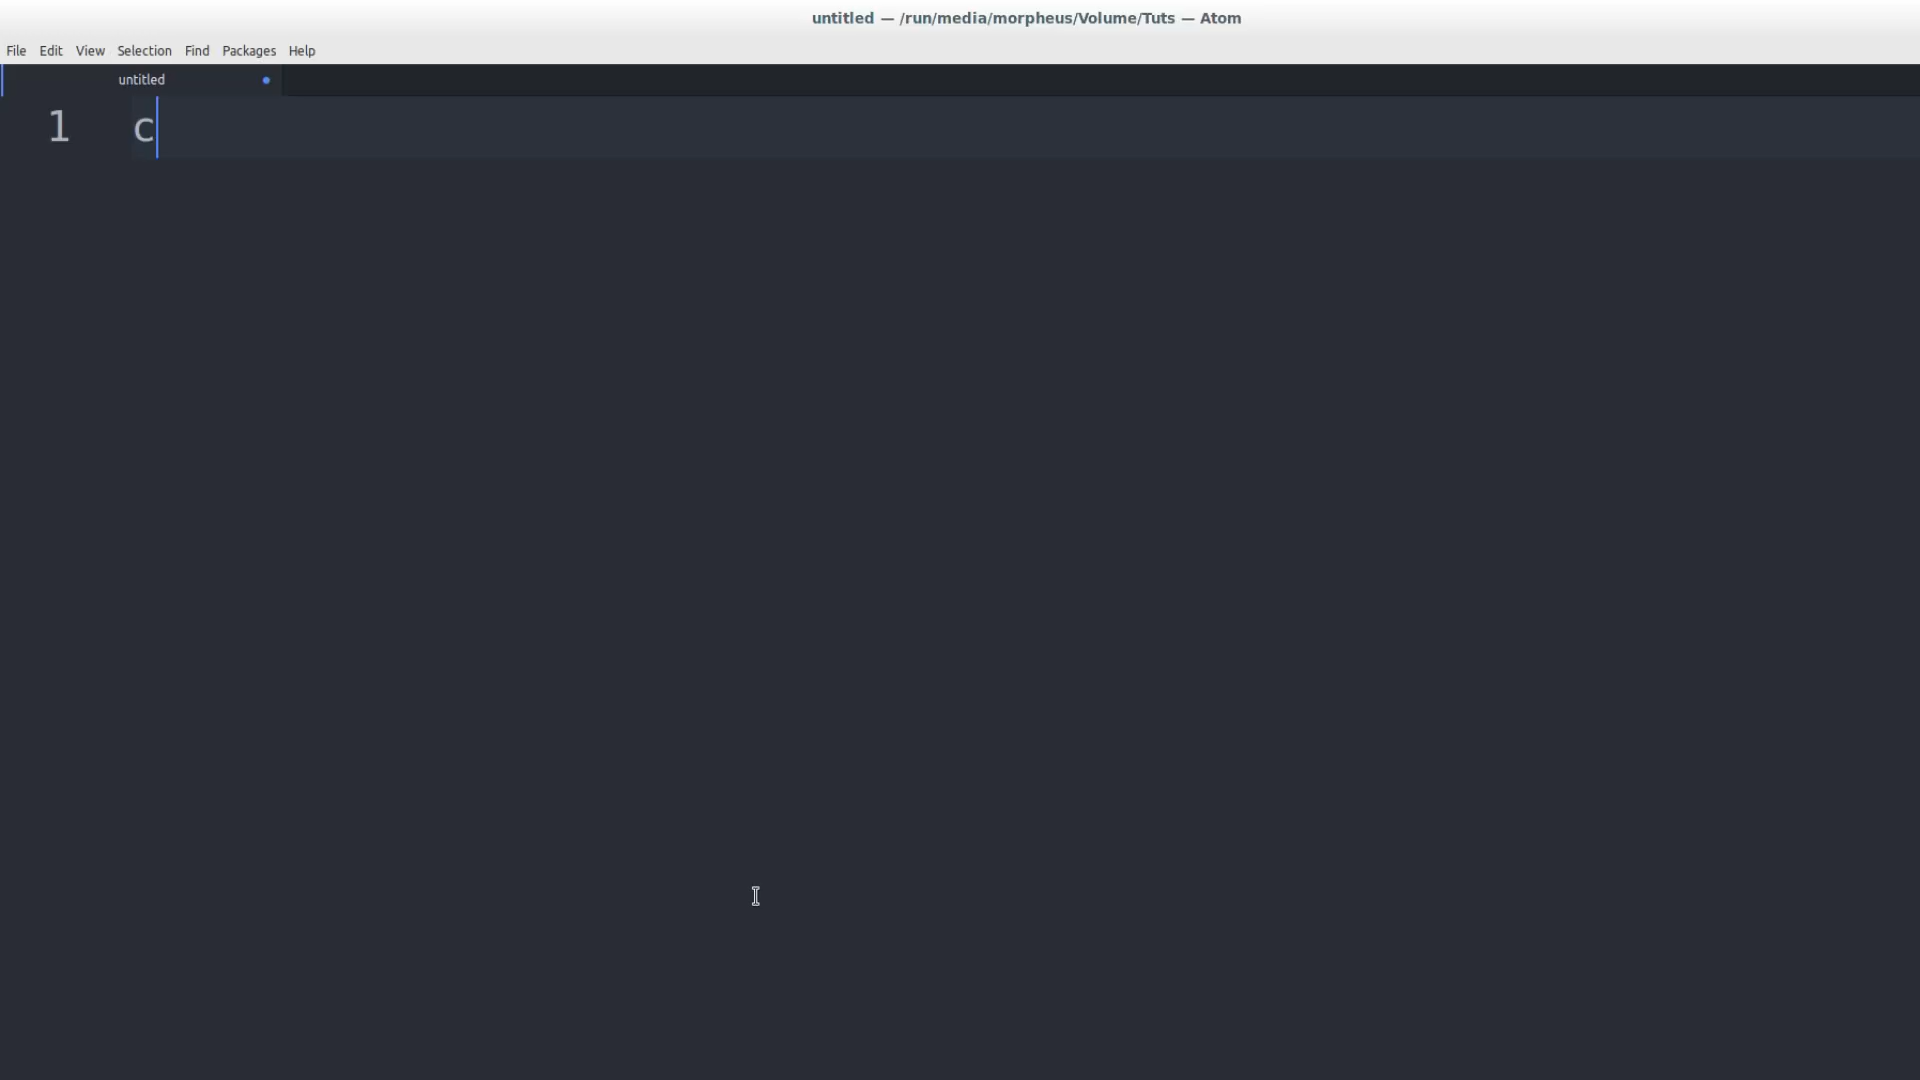 untitled — /run/media/morpheus/Volume/Tuts — Atom
File Edit View Selection Find Packages Help
untitled
1 c